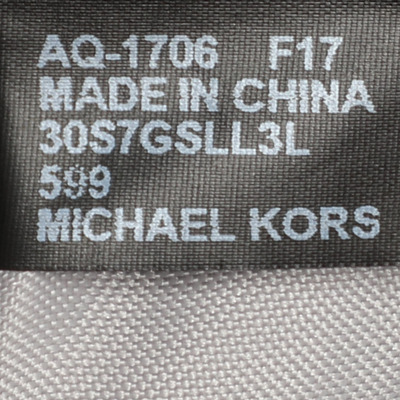 AQ-1706 F17
MADE IN CHINA
30S7GSLL3L
599
MICHAEL KORS